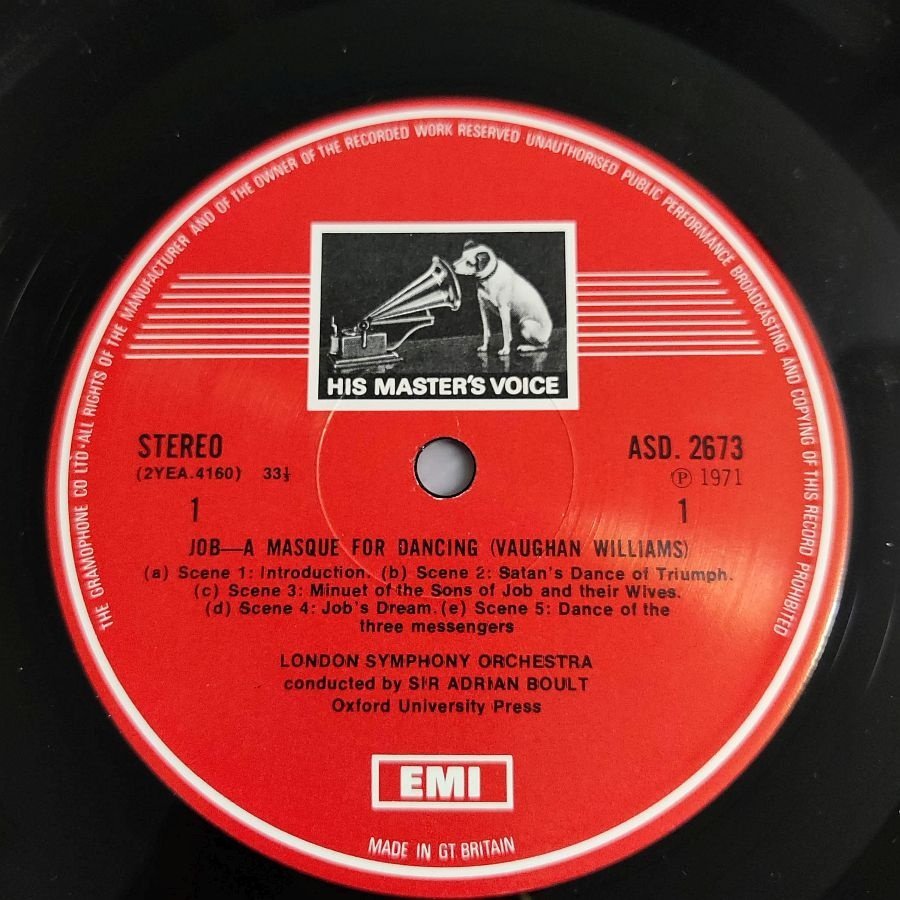 THE GRAMOPHONE CO LTD · ALL RIGHTS OF THE MANUFACTURER AND OF THE OWNER OF THE RECORDED WORK RESERVED UNAUTHORISED PUBLIC PERFORMANCE BROADCASTING AND COPYING OF THIS RECORD PROHIBITED
HIS MASTER'S VOICE
STEREO ASD. 2673
(2YEA.4160) 33⅓ ℗ 1971
1 1
JOB—A MASQUE FOR DANCING (VAUGHAN WILLIAMS)
(a) Scene 1: Introduction. (b) Scene 2: Satan's Dance of Triumph.
(c) Scene 3: Minuet of the Sons of Job and their Wives.
(d) Scene 4: Job's Dream. (e) Scene 5: Dance of the
three messengers
LONDON SYMPHONY ORCHESTRA
conducted by SIR ADRIAN BOULT
Oxford University Press
EMI
MADE IN GT BRITAIN